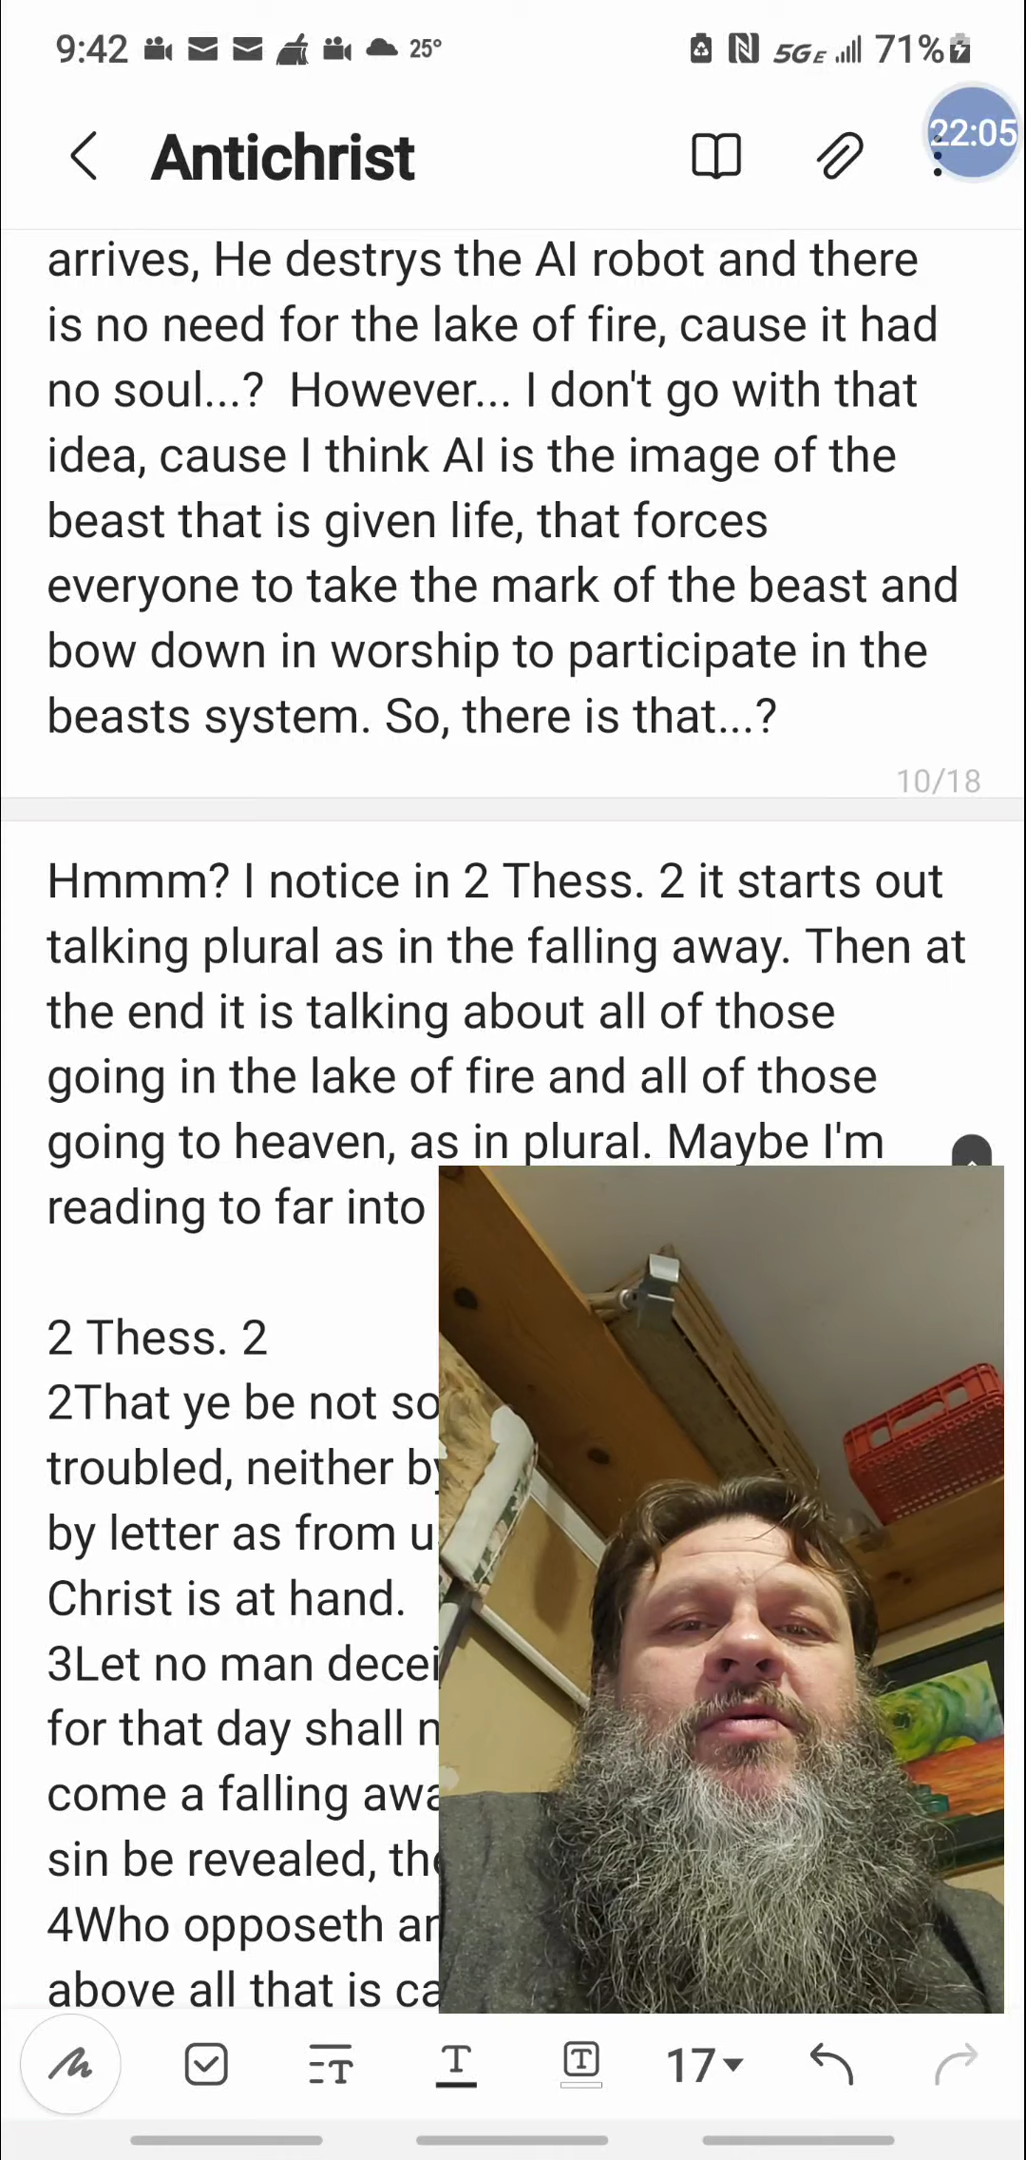 9:42 25° 5GE 71%
22:05
Antichrist
arrives, He destrys the AI robot and there
is no need for the lake of fire, cause it had
no soul...?  However... I don't go with that
idea, cause I think AI is the image of the
beast that is given life, that forces
everyone to take the mark of the beast and
bow down in worship to participate in the
beasts system. So, there is that...?
10/18
Hmmm? I notice in 2 Thess. 2 it starts out
talking plural as in the falling away. Then at
the end it is talking about all of those
going in the lake of fire and all of those
going to heaven, as in plural. Maybe I'm
reading to far into
2 Thess. 2
2That ye be not so
troubled, neither by
by letter as from u
Christ is at hand.
3Let no man decei
for that day shall n
come a falling awa
sin be revealed, the
4Who opposeth an
above all that is ca
17